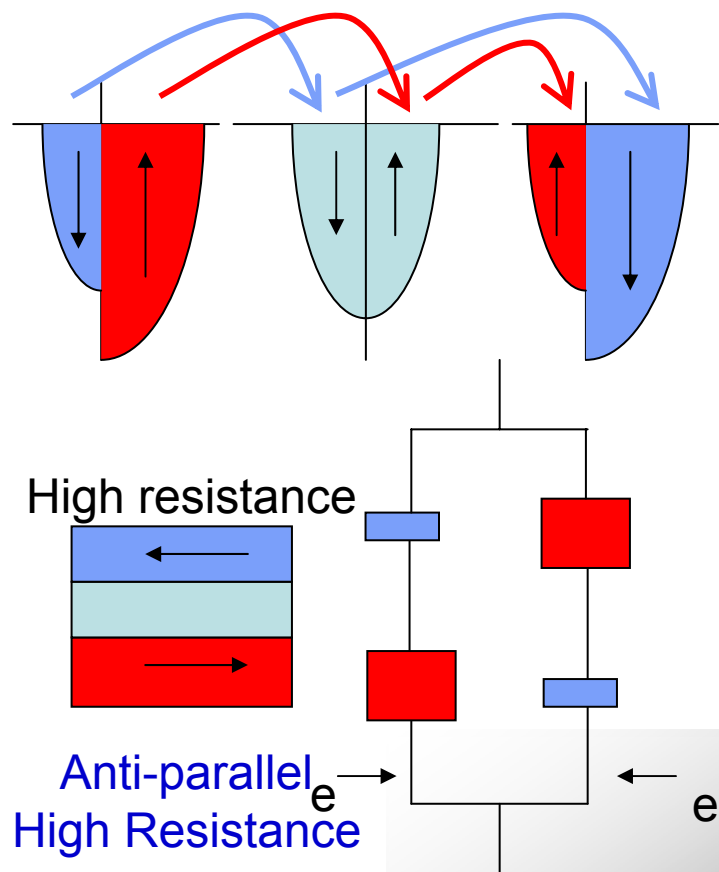 High resistance
Anti-parallel
High Resistance
e
e